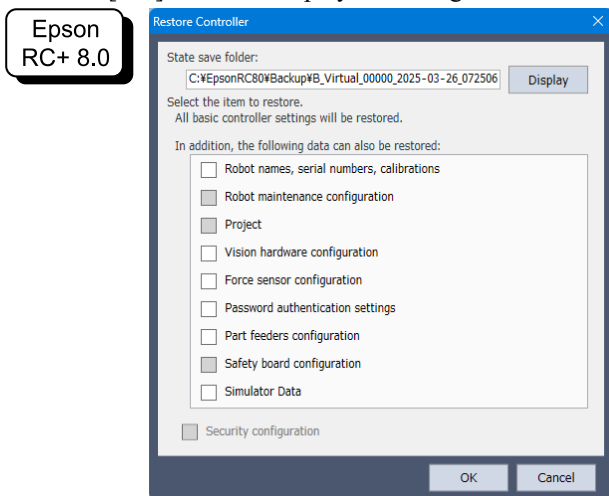 Epson
RC+ 8.0
Restore Controller
State save folder:
C:¥EpsonRC80¥Backup¥B_Virtual_00000_2025-03-26_072506
Display
Select the item to restore.
All basic controller settings will be restored.
In addition, the following data can also be restored:
Robot names, serial numbers, calibrations
Robot maintenance configuration
Project
Vision hardware configuration
Force sensor configuration
Password authentication settings
Part feeders configuration
Safety board configuration
Simulator Data
Security configuration
OK
Cancel